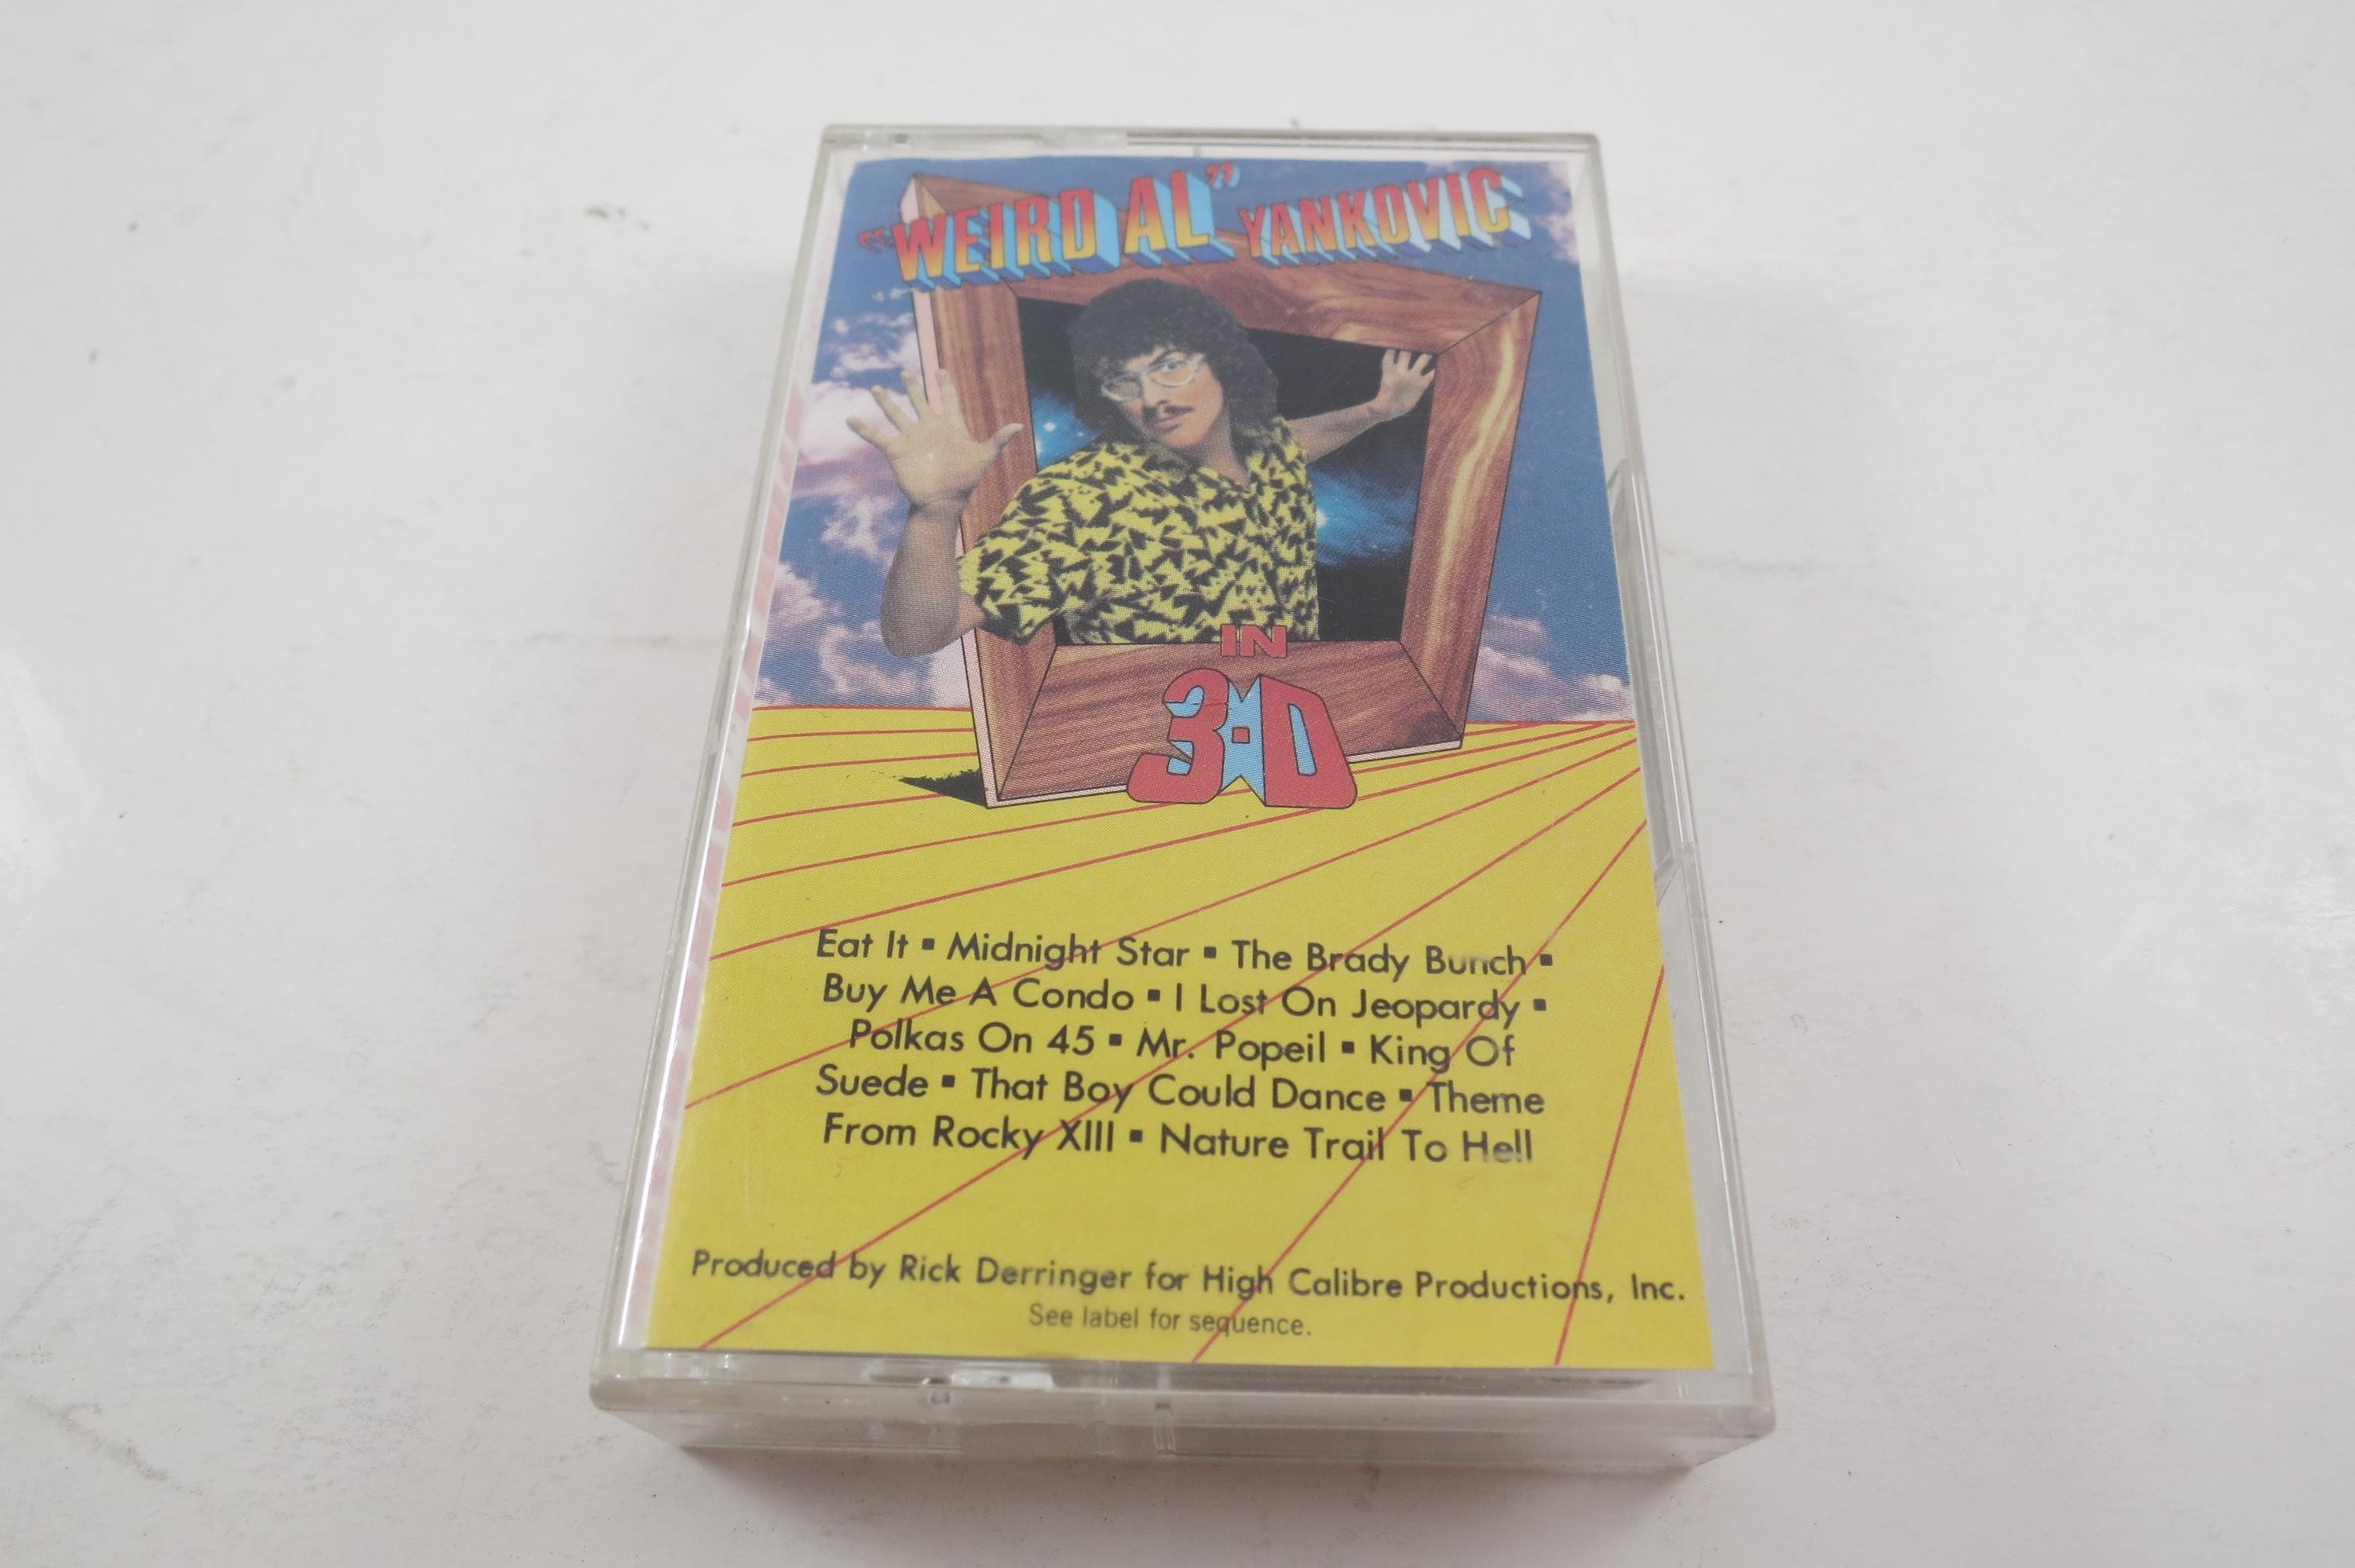 “WEIRD AL” YANKOVIC
IN
3-D
Eat It ▪ Midnight Star ▪ The Brady Bunch ▪
Buy Me A Condo ▪ I Lost On Jeopardy ▪
Polkas On 45 ▪ Mr. Popeil ▪ King Of
Suede ▪ That Boy Could Dance ▪ Theme
From Rocky XIII ▪ Nature Trail To Hell
Produced by Rick Derringer for High Calibre Productions, Inc.
See label for sequence.